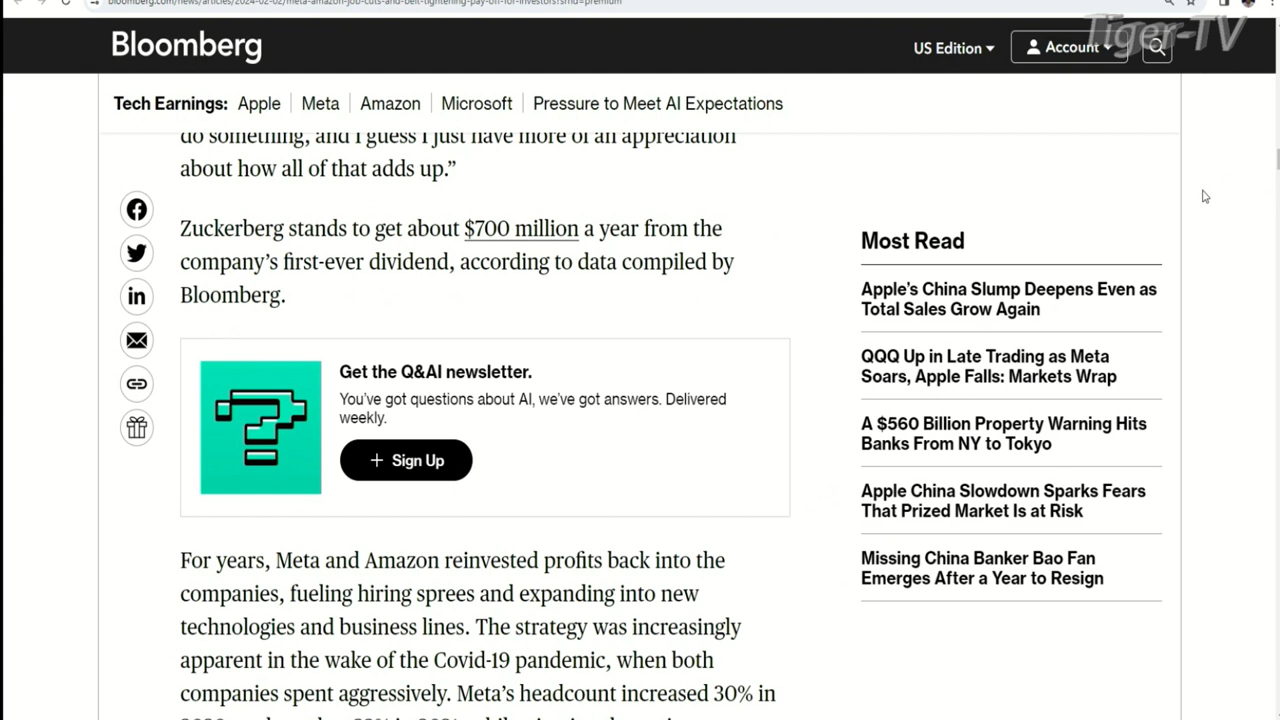 bloomberg.com/news/articles/2024-02-02/meta-amazon-job-cuts-and-belt-tightening-pay-off-for-investors?srnd=premium
Bloomberg
US Edition
Account
Tiger-TV
Tech Earnings: Apple Meta Amazon Microsoft Pressure to Meet AI Expectations
do something, and I guess I just have more of an appreciation
about how all of that adds up.”
Zuckerberg stands to get about $700 million a year from the
company’s first-ever dividend, according to data compiled by
Bloomberg.
Get the Q&AI newsletter.
You’ve got questions about AI, we’ve got answers. Delivered
weekly.
+ Sign Up
For years, Meta and Amazon reinvested profits back into the
companies, fueling hiring sprees and expanding into new
technologies and business lines. The strategy was increasingly
apparent in the wake of the Covid-19 pandemic, when both
companies spent aggressively. Meta’s headcount increased 30% in
Most Read
Apple’s China Slump Deepens Even as
Total Sales Grow Again
QQQ Up in Late Trading as Meta
Soars, Apple Falls: Markets Wrap
A $560 Billion Property Warning Hits
Banks From NY to Tokyo
Apple China Slowdown Sparks Fears
That Prized Market Is at Risk
Missing China Banker Bao Fan
Emerges After a Year to Resign